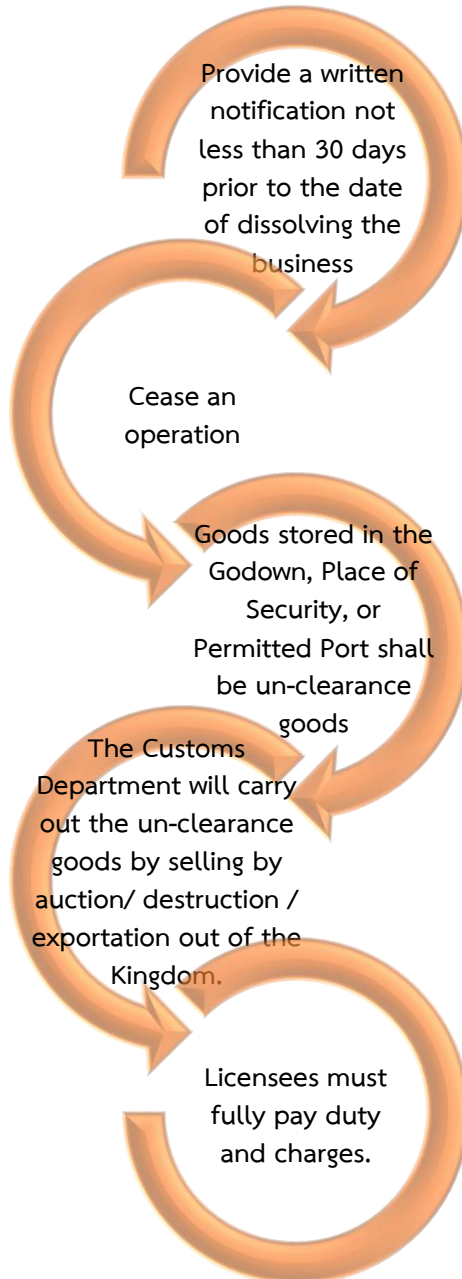 Provide a written
notification not
less than 30 days
prior to the date
of dissolving the
business
Cease an
operation
Goods stored in the
Godown, Place of
Security, or
Permitted Port shall
be un-clearance
goods
The Customs
Department will carry
out the un-clearance
goods by selling by
auction/ destruction /
exportation out of the
Kingdom.
Licensees must
fully pay duty
and charges.